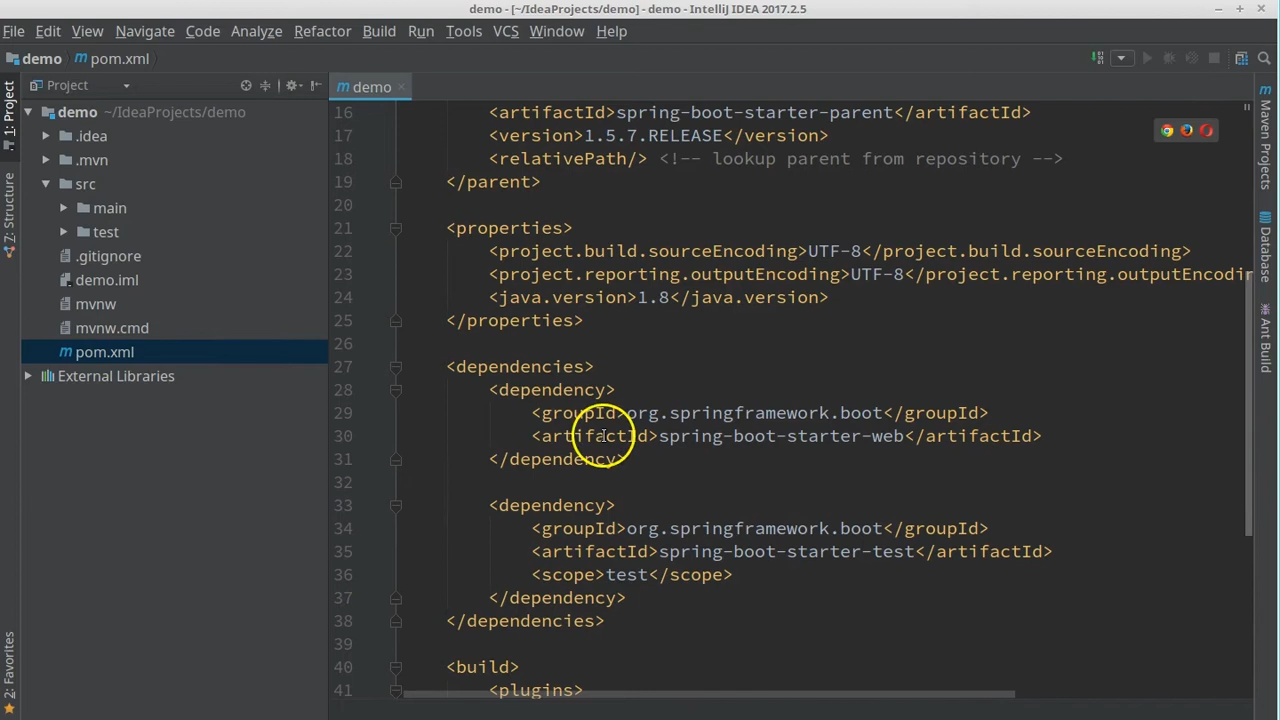 demo - [~/IdeaProjects/demo] - demo - IntelliJ IDEA 2017.2.5
File Edit View Navigate Code Analyze Refactor Build Run Tools VCS Window Help
demo pom.xml
Project
demo
1: Project
Z: Structure
2: Favorites
demo ~/IdeaProjects/demo
.idea
.mvn
src
main
test
.gitignore
demo.iml
mvnw
mvnw.cmd
pom.xml
External Libraries
16 <artifactId>spring-boot-starter-parent</artifactId>
17 <version>1.5.7.RELEASE</version>
18 <relativePath/> <!-- lookup parent from repository -->
19 </parent>
20
21 <properties>
22 <project.build.sourceEncoding>UTF-8</project.build.sourceEncoding>
23 <project.reporting.outputEncoding>UTF-8</project.reporting.outputEncodin
24 <java.version>1.8</java.version>
25 </properties>
26
27 <dependencies>
28 <dependency>
29 <groupId>org.springframework.boot</groupId>
30 <artifactId>spring-boot-starter-web</artifactId>
31 </dependency>
32
33 <dependency>
34 <groupId>org.springframework.boot</groupId>
35 <artifactId>spring-boot-starter-test</artifactId>
36 <scope>test</scope>
37 </dependency>
38 </dependencies>
39
40 <build>
41 <plugins>
Maven Projects
Database
Ant Build